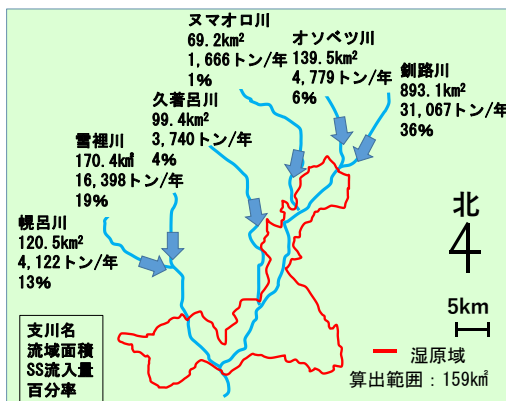 ヌマオロ川
69.2km²
1,666トン/年
1%
オソベツ川
139.5km²
4,779トン/年
6%
釧路川
893.1km²
31,067トン/年
36%
久著呂川
99.4km²
3,740トン/年
4%
雪裡川
170.4㎢
16,398トン/年
19%
幌呂川
120.5km²
4,122トン/年
13%
北
4
5km
支川名
流域面積
SS流入量
百分率
湿原域
算出範囲：159㎢